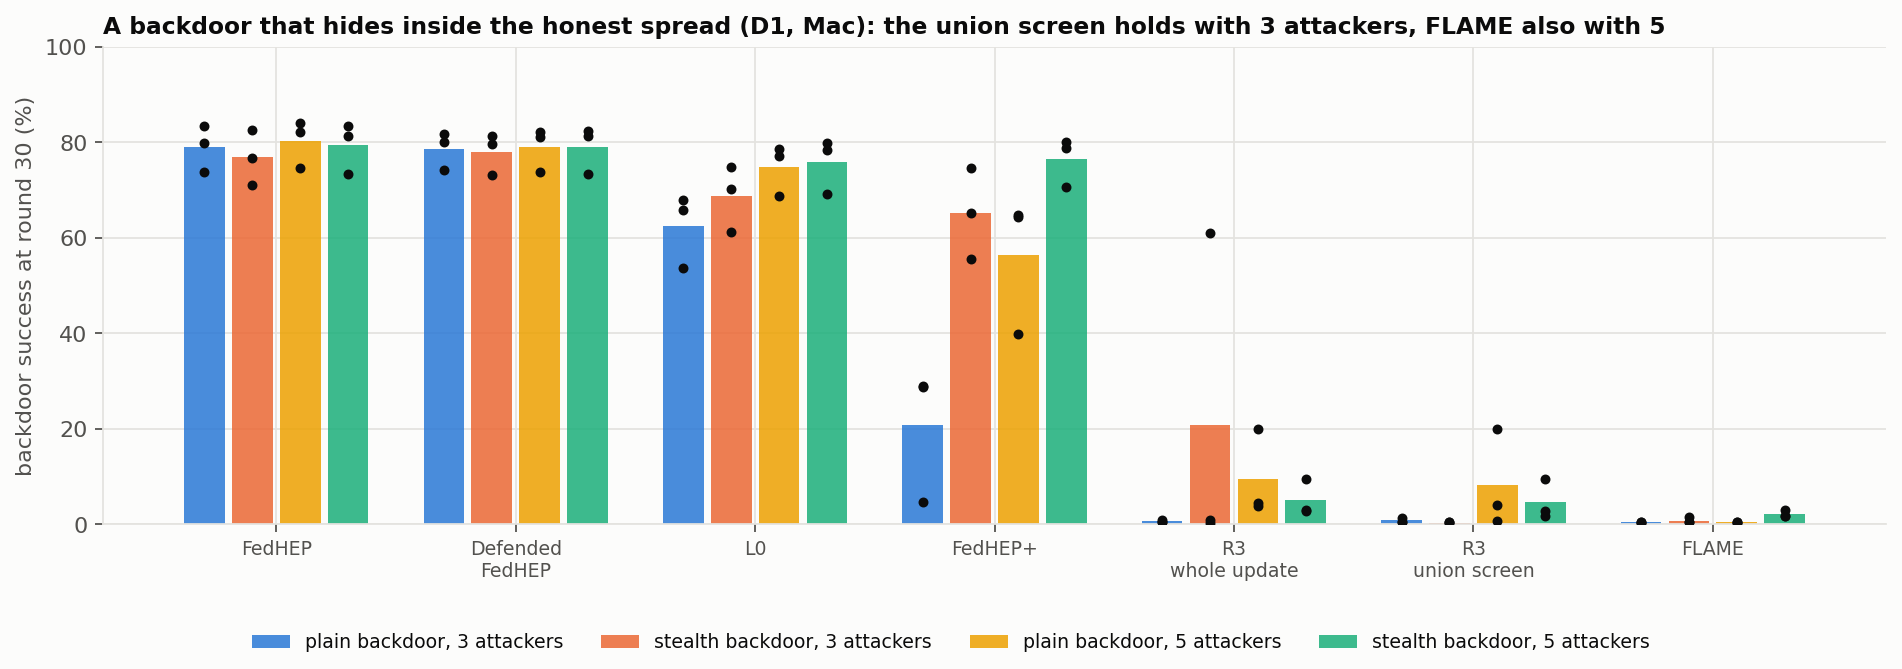 A backdoor that hides inside the honest spread (D1, Mac): the union screen holds with 3 attackers, FLAME also with 5
backdoor success at round 30 (%)
100
80
60
40
20
0
FedHEP
Defended
FedHEP
L0
FedHEP+
R3
whole update
R3
union screen
FLAME
plain backdoor, 3 attackers
stealth backdoor, 3 attackers
plain backdoor, 5 attackers
stealth backdoor, 5 attackers